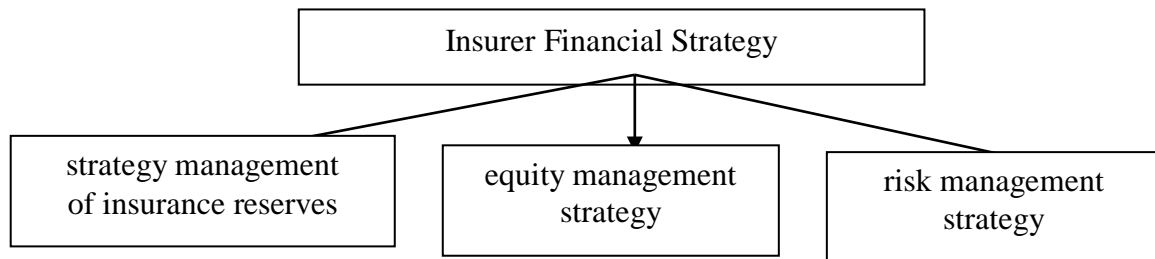 Insurer Financial Strategy
strategy management
of insurance reserves
equity management
strategy
risk management
strategy